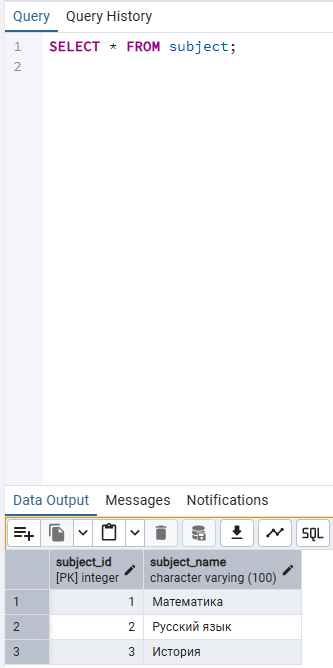 Query Query History
1 SELECT * FROM subject;
2
Data Output Messages Notifications
SQL
subject_id subject_name
[PK] integer character varying (100)
1 1 Математика
2 2 Русский язык
3 3 История